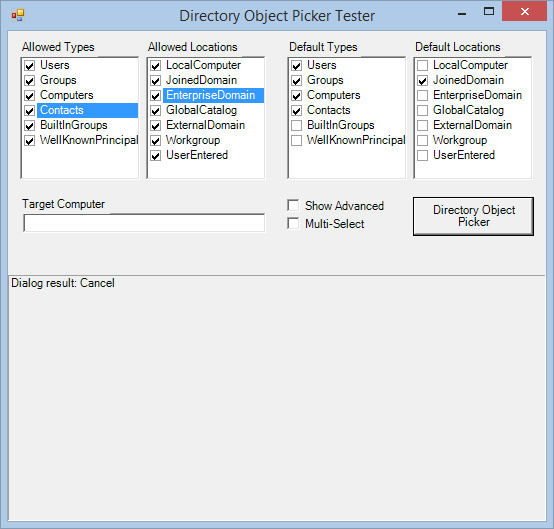 Directory Object Picker Tester
Allowed Types
Users
Groups
Computers
Contacts
BuiltInGroups
WellKnownPrincipal
Allowed Locations
LocalComputer
JoinedDomain
EnterpriseDomain
GlobalCatalog
ExternalDomain
Workgroup
UserEntered
Default Types
Users
Groups
Computers
Contacts
BuiltInGroups
WellKnownPrincipal
Default Locations
LocalComputer
JoinedDomain
EnterpriseDomain
GlobalCatalog
ExternalDomain
Workgroup
UserEntered
Target Computer
Show Advanced
Multi-Select
Directory Object
Picker
Dialog result: Cancel